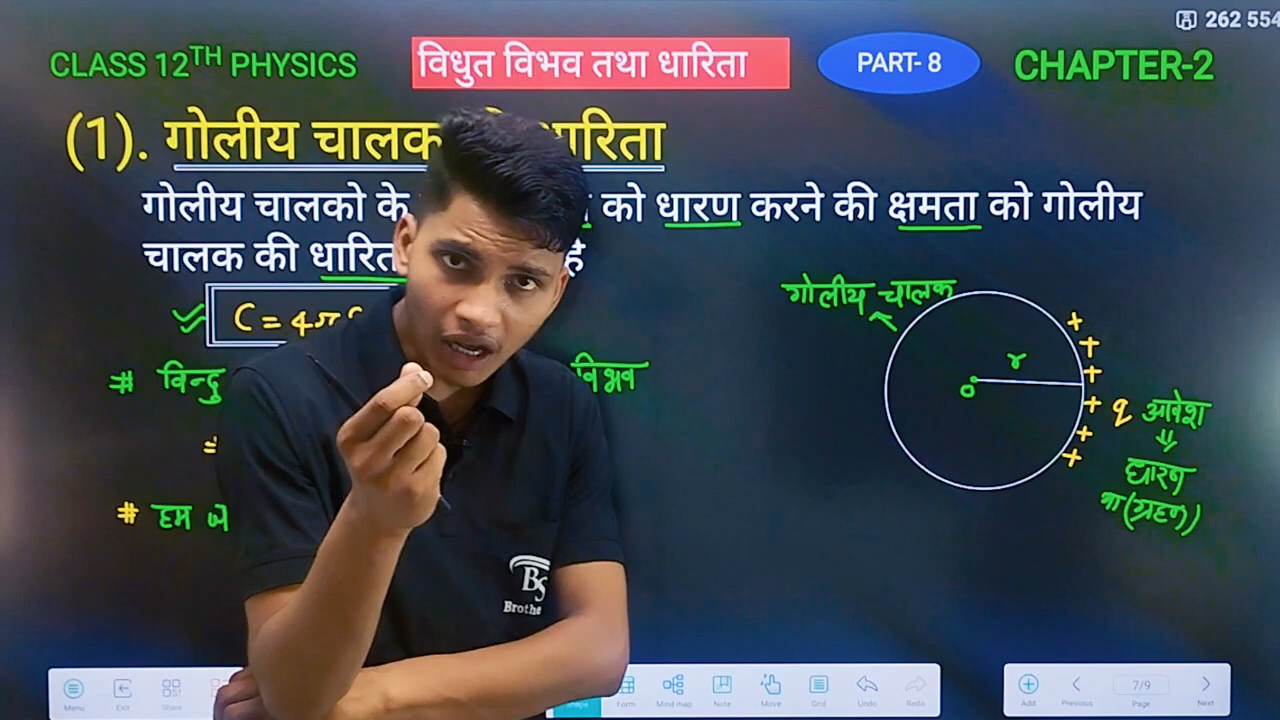 262 554
CLASS 12TH PHYSICS
विधुत विभव तथा धारिता
PART- 8
CHAPTER-2
(1). गोलीय चालक
गोलीय चालको के को धारण करने की क्षमता को गोलीय
चालक की
C = 4π
गोलीय चालक
# विन्दु विभव
r
o
+ + + + + +
q आवेश
⇓
धारण
या (ग्रहण)
# हम
BS
Brothe
Menu Exit Share Form Mind map Note Move Grid Undo Redo
Add Previous 7/9 Page Next